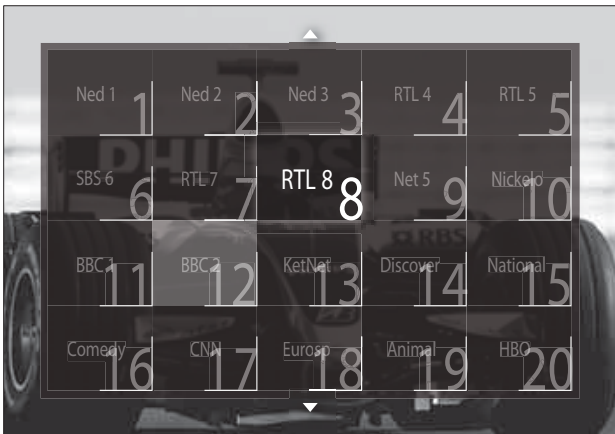 Ned 1 1 Ned 2 2 Ned 3 3 RTL 4 4 RTL 5 5
SBS 6 6 RTL 7 7 RTL 8 8 Net 5 9 Nickelo 10
BBC 1 11 BBC 2 12 KetNet 13 Discover 14 National 15
Comedy 16 CNN 17 Eurosp 18 Animal 19 HBO 20
PHILIPS
RBS